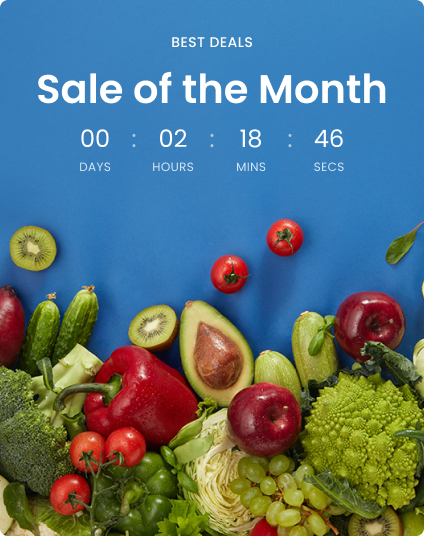 BEST DEALS
Sale of the Month
00 : 02 : 18 : 46
DAYS HOURS MINS SECS